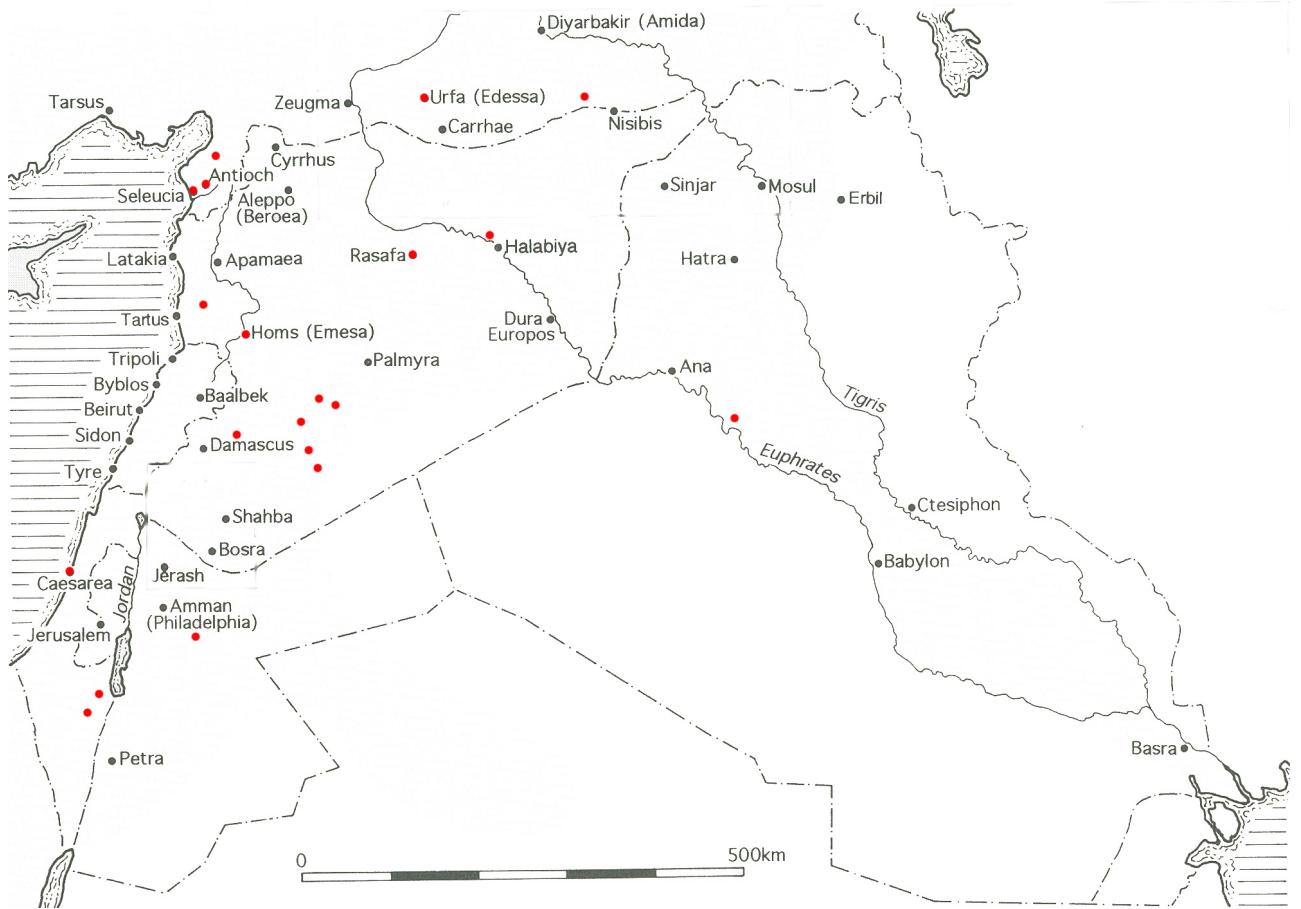 Diyarbakir (Amida)
Tarsus
Zeugma
Urfa (Edessa)
Carrhae
Nisibis
Cyrrhus
Antioch
Seleucia
Aleppo
(Beroea)
Sinjar
Mosul
Erbil
Latakia
Apamaea
Rasafa
Halabiya
Hatra
Tartus
Homs (Emesa)
Dura
Europos
Tripoli
Palmyra
Ana
Byblos
Baalbek
Beirut
Tigris
Sidon
Damascus
Tyre
Euphrates
Shahba
Ctesiphon
Bosra
Babylon
Jerash
Caesarea
Jordan
Amman
(Philadelphia)
Jerusalem
Petra
Basra
0
500km